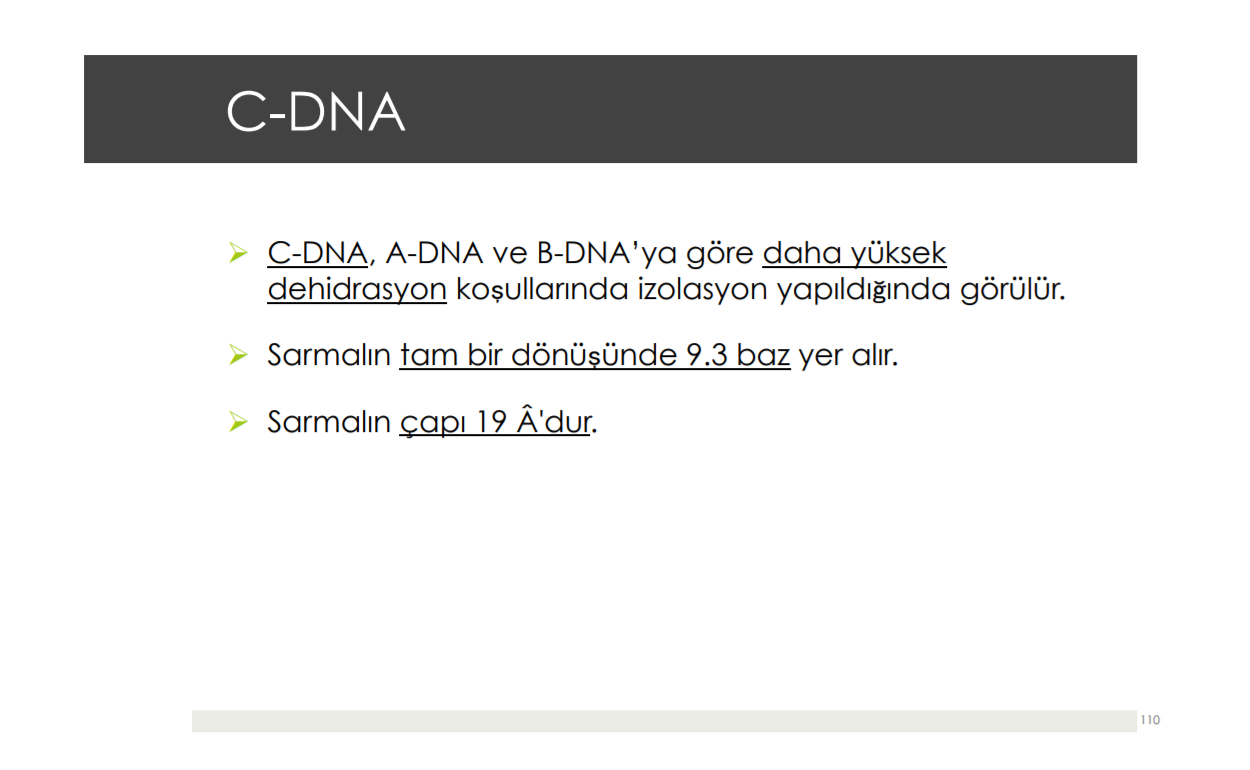 C-DNA
C-DNA, A-DNA ve B-DNA’ya göre daha yüksek
dehidrasyon koşullarında izolasyon yapıldığında görülür.
Sarmalın tam bir dönüşünde 9.3 baz yer alır.
Sarmalın çapı 19 Â'dur.
110